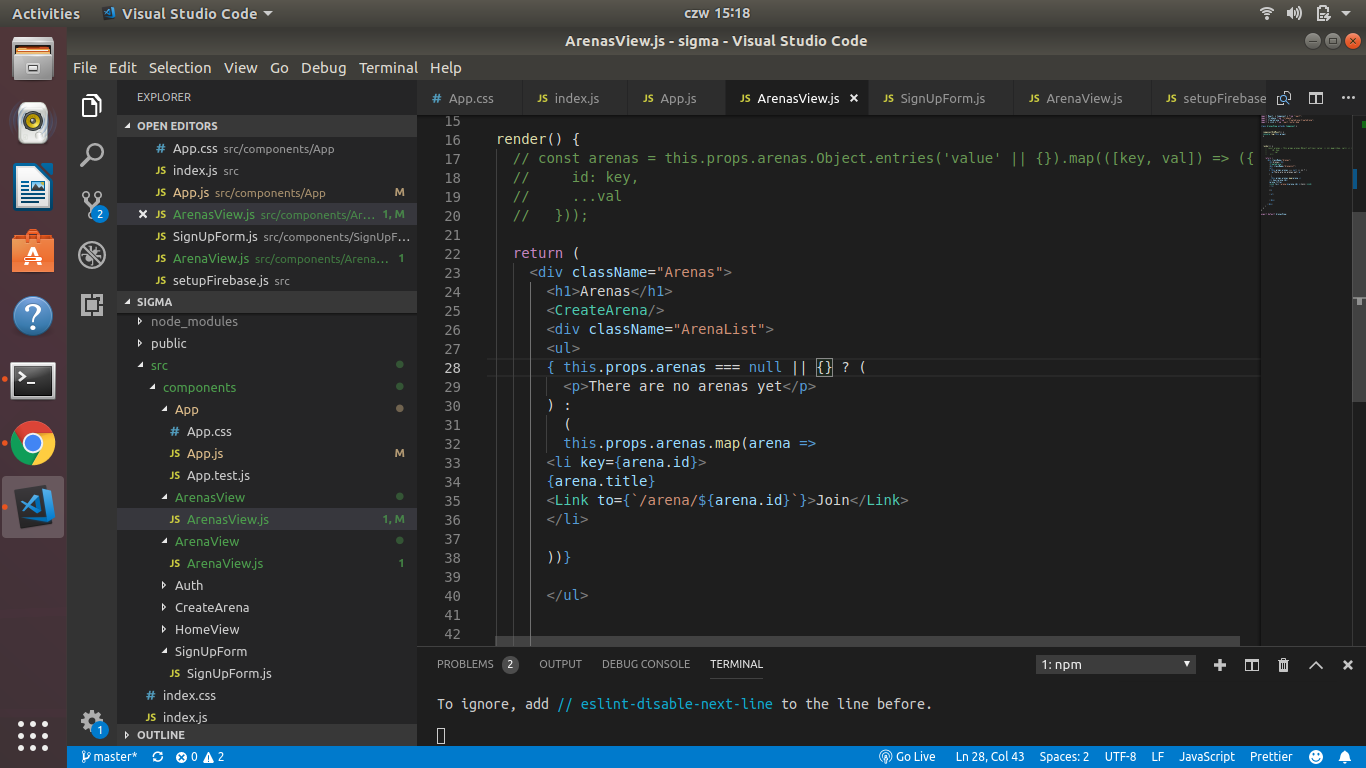 Activities Visual Studio Code czw 15:18
ArenasView.js - sigma - Visual Studio Code
File Edit Selection View Go Debug Terminal Help
EXPLORER
OPEN EDITORS
# App.css src/components/App
JS index.js src
JS App.js src/components/App M
JS ArenasView.js src/components/Ar... 1, M
JS SignUpForm.js src/components/SignUpF...
JS ArenaView.js src/components/Arena... 1
JS setupFirebase.js src
SIGMA
node_modules
public
src
components
App
# App.css
JS App.js M
JS App.test.js
ArenasView
JS ArenasView.js 1, M
ArenaView
JS ArenaView.js 1
Auth
CreateArena
HomeView
SignUpForm
JS SignUpForm.js
# index.css
JS index.js
OUTLINE
2
1
# App.css JS index.js JS App.js JS ArenasView.js JS SignUpForm.js JS ArenaView.js JS setupFirebase
15
16 render() {
17 // const arenas = this.props.arenas.Object.entries('value' || {}).map(([key, val]) => ({
18 // id: key,
19 // ...val
20 // }));
21
22 return (
23 <div className="Arenas">
24 <h1>Arenas</h1>
25 <CreateArena/>
26 <div className="ArenaList">
27 <ul>
28 { this.props.arenas === null || {} ? (
29 <p>There are no arenas yet</p>
30 ) :
31 (
32 this.props.arenas.map(arena =>
33 <li key={arena.id}>
34 {arena.title}
35 <Link to={`/arena/${arena.id}`}>Join</Link>
36 </li>
37
38 ))}
39
40 </ul>
41
42
PROBLEMS 2 OUTPUT DEBUG CONSOLE TERMINAL 1: npm
To ignore, add // eslint-disable-next-line to the line before.
master* 0 2 Go Live Ln 28, Col 43 Spaces: 2 UTF-8 LF JavaScript Prettier